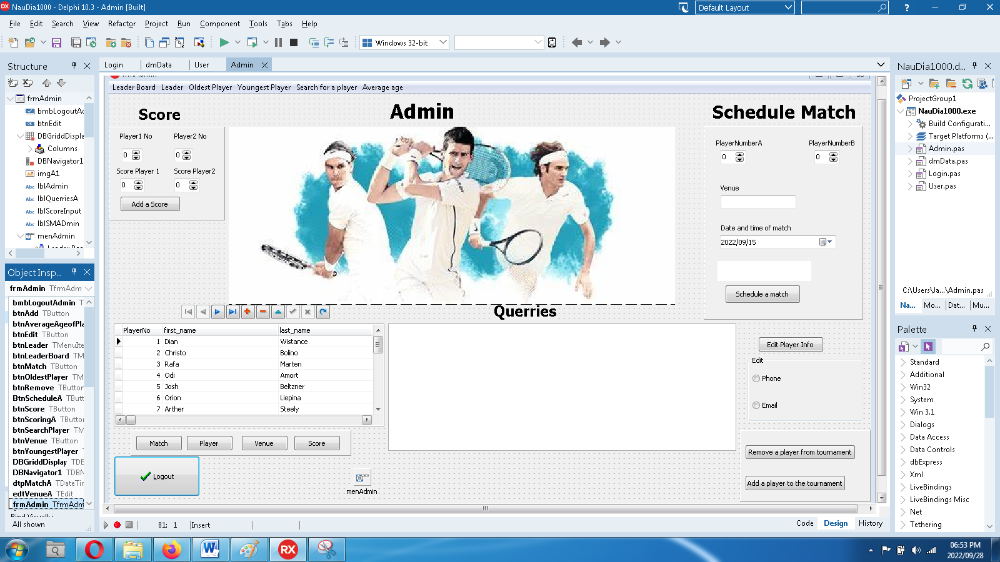 NauDia1000 - Delphi 10.3 - Admin [Built]
Default Layout
File Edit Search View Refactor Project Run Component Tools Tabs Help
Windows 32-bit
Structure
Login dmData User Admin
NauDia1000.d...
Leader Board Leader Oldest Player Youngest Player Search for a player Average age
frmAdmin
bmbLogoutAc
btnEdit
DBGriddDispla
Columns
DBNavigator1
imgA1
lblAdmin
lblQuerriesA
lblScoreInput
lblSMADmin
menAdmin
Object Insp...
frmAdmin TfrmAdm
bmbLogoutAdmin T
btnAdd TButton
btnAverageAgeofPla
btnEdit TButton
btnLeader TMenuIte
btnLeaderBoard TM
btnMatch TButton
btnOldestPlayer TM
btnRemove TButton
BtnScheduleA TButt
btnScore TButton
btnScoringA TButton
btnSearchPlayer TM
btnVenue TButton
btnYoungestPlayer T
DBGriddDisplay TDE
DBNavigator1 TDBN
dtpMatchA TDateTin
edtVenueA TEdit
frmAdmin TfrmAdm
Bind Visually
All shown
Score
Player1 No Player2 No
0 0
Score Player 1 Score Player2
0 0
Add a Score
Admin
Schedule Match
PlayerNumberA PlayerNumberB
0 0
Venue
Date and time of match
2022/09/15
Schedule a match
Querries
PlayerNo first_name last_name
1 Dian Wistance
2 Christo Bolino
3 Rafa Marten
4 Odi Amort
5 Josh Beltzner
6 Orion Liepina
7 Arther Steely
Match Player Venue Score
Logout
menAdmin
Edit Player Info
Edit
Phone
Email
Remove a player from tournament
Add a player to the tournament
81: 1 Insert
Code Design History
ProjectGroup1
NauDia1000.exe
Build Configurati...
Target Platforms (...
Admin.pas
dmData.pas
Login.pas
User.pas
C:\Users\Ja...\Admin.pas
Na... Mo... Dat... Mu...
Palette
Standard
Additional
Win32
System
Win 3.1
Dialogs
Data Access
Data Controls
dbExpress
Xml
LiveBindings
LiveBindings Misc
Net
Tethering
RX
06:53 PM
2022/09/28